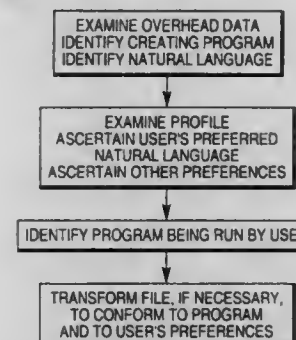 EXAMINE OVERHEAD DATA
IDENTIFY CREATING PROGRAM
IDENTIFY NATURAL LANGUAGE
EXAMINE PROFILE
ASCERTAIN USER'S PREFERRED
NATURAL LANGUAGE
ASCERTAIN OTHER PREFERENCES
IDENTIFY PROGRAM BEING RUN BY USE
TRANSFORM FILE, IF NECESSARY,
TO CONFORM TO PROGRAM
AND TO USER'S PREFERENCES